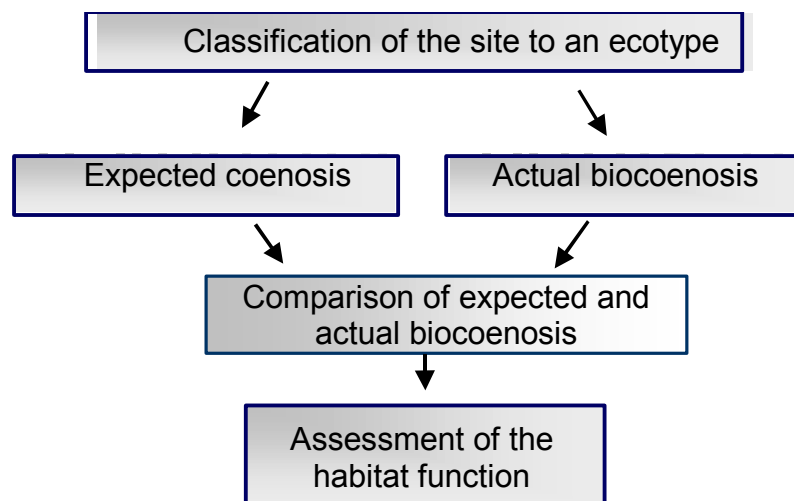 Classification of the site to an ecotype
Expected coenosis
Actual biocoenosis
Comparison of expected and
actual biocoenosis
Assessment of the
habitat function